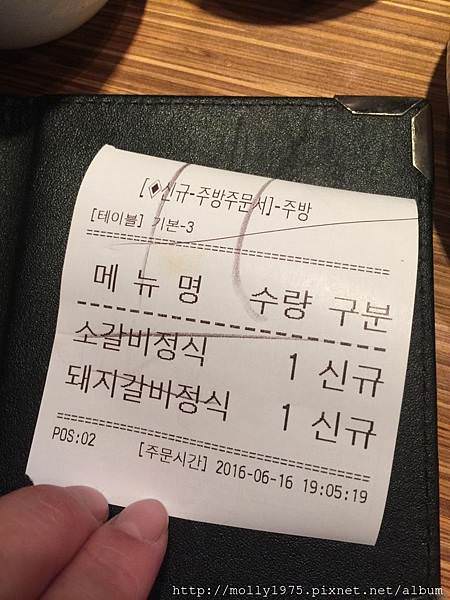 [◆신규-주방주문서]-주방
[테이블] 기본-3
메 뉴 명 수량 구분
소갈비정식 1 신규
돼지갈바정식 1 신규
POS:02 [주문시간] 2016-06-16 19:05:19
http://molly1975.pixnet.net/album